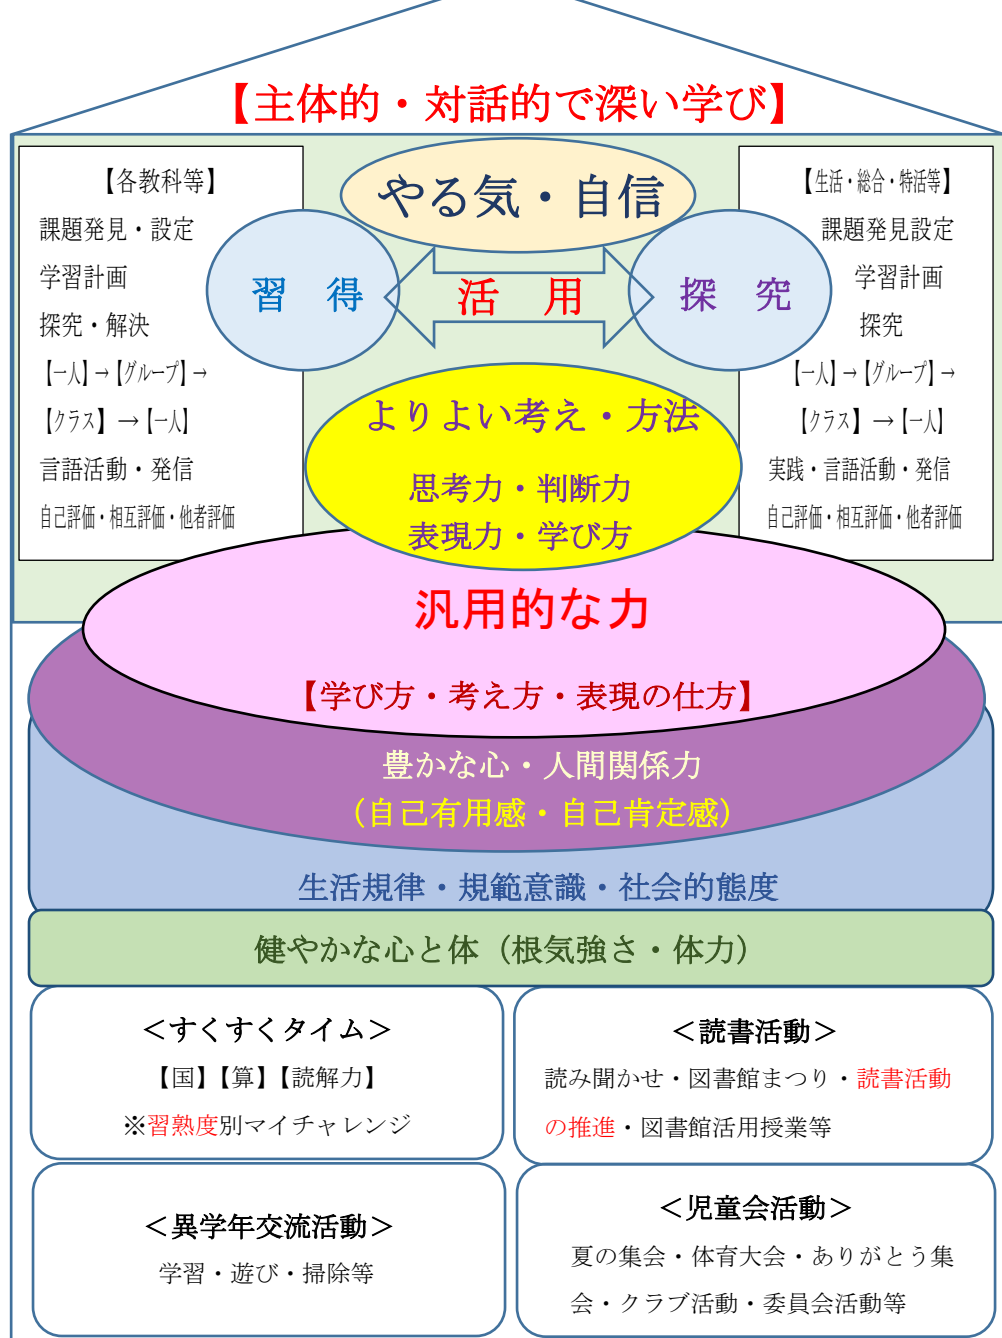 【主体的・対話的で深い学び】
やる気・自信
【各教科等】
課題発見・設定
学習計画
探究・解決
【一人】→【グループ】→
【クラス】→【一人】
言語活動・発信
自己評価・相互評価・他者評価
習　得
活　用
探　究
【生活・総合・特活等】
課題発見設定
学習計画
探究
【一人】→【グループ】→
【クラス】→【一人】
実践・言語活動・発信
自己評価・相互評価・他者評価
よりよい考え・方法
思考力・判断力
表現力・学び方
汎用的な力
【学び方・考え方・表現の仕方】
豊かな心・人間関係力
（自己有用感・自己肯定感）
生活規律・規範意識・社会的態度
健やかな心と体（根気強さ・体力）
＜すくすくタイム＞
【国】【算】【読解力】
※習熟度別マイチャレンジ
＜読書活動＞
読み聞かせ・図書館まつり・読書活動
の推進・図書館活用授業等
＜異学年交流活動＞
学習・遊び・掃除等
＜児童会活動＞
夏の集会・体育大会・ありがとう集
会・クラブ活動・委員会活動等